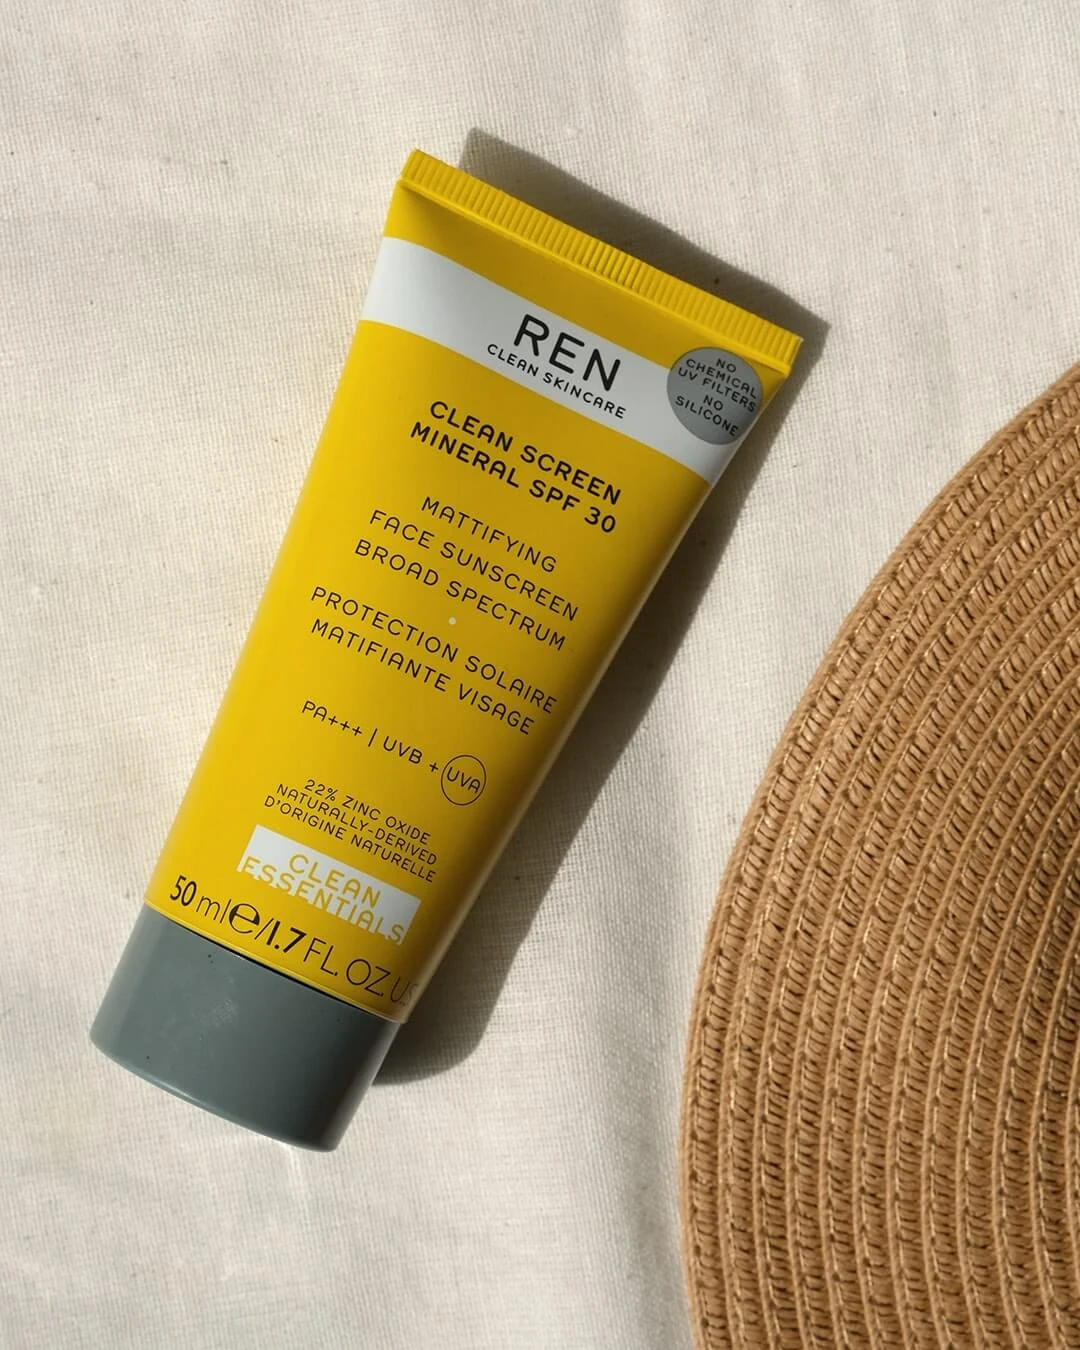 REN
CLEAN SKINCARE
NO
CHEMICAL
UV FILTERS
NO
SILICONE
CLEAN SCREEN
MINERAL SPF 30
MATTIFYING
FACE SUNSCREEN
BROAD SPECTRUM
PROTECTION SOLAIRE
MATIFIANTE VISAGE
PA+++ | UVB + UVA
22% ZINC OXIDE
NATURALLY-DERIVED
D'ORIGINE NATURELLE
CLEAN
ESSENTIALS
50 ml℮/1.7 FL. OZ. U.S